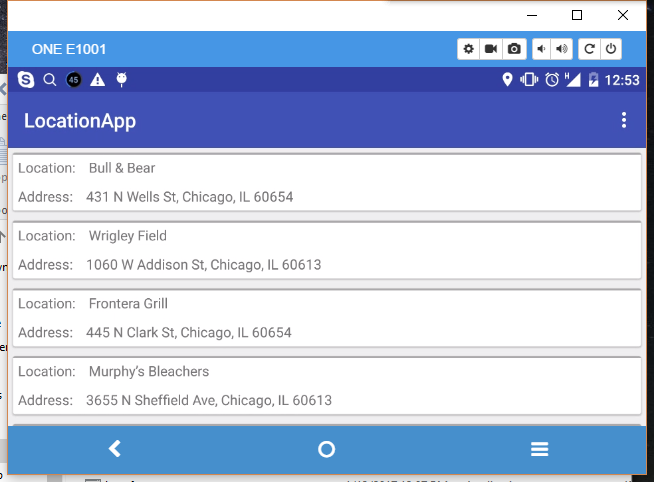 ONE E1001
45
H
12:53
LocationApp
Location: Bull & Bear
Address: 431 N Wells St, Chicago, IL 60654
Location: Wrigley Field
Address: 1060 W Addison St, Chicago, IL 60613
Location: Frontera Grill
Address: 445 N Clark St, Chicago, IL 60654
Location: Murphy’s Bleachers
Address: 3655 N Sheffield Ave, Chicago, IL 60613